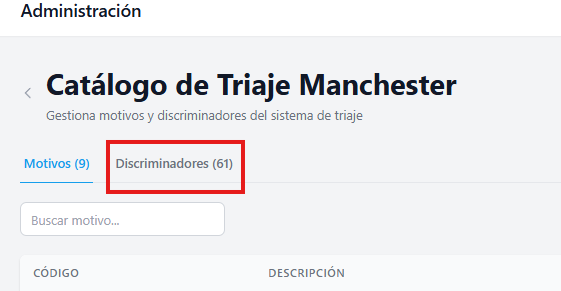 Administración
Catálogo de Triaje Manchester
Gestiona motivos y discriminadores del sistema de triaje
Motivos (9) Discriminadores (61)
Buscar motivo...
CÓDIGO DESCRIPCIÓN